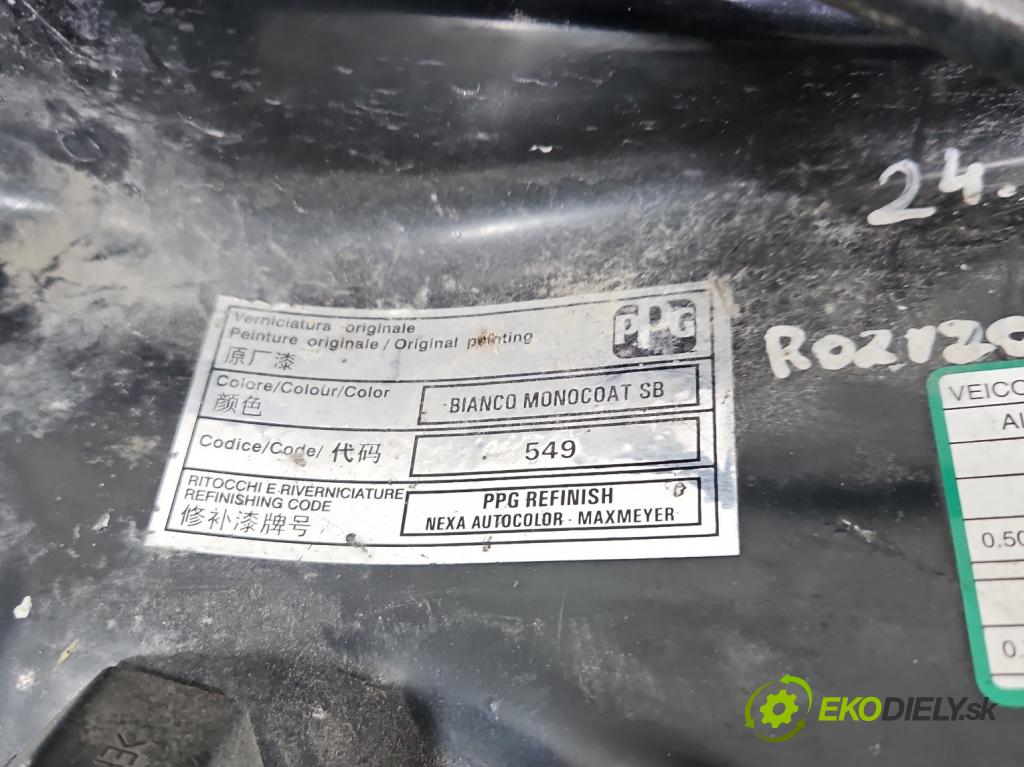 24.
Verniciatura originale
Peinture originale / Original painting
原厂漆
PPG
Colore/Colour/Color
颜色
BIANCO MONOCOAT SB
Codice/Code/ 代码
549
RITOCCHI E RIVERNICIATURE
REFINISHING CODE
修补漆牌号
PPG REFINISH
NEXA AUTOCOLOR - MAXMEYER
VEICO
0.50
0.
EKODIELY.sk